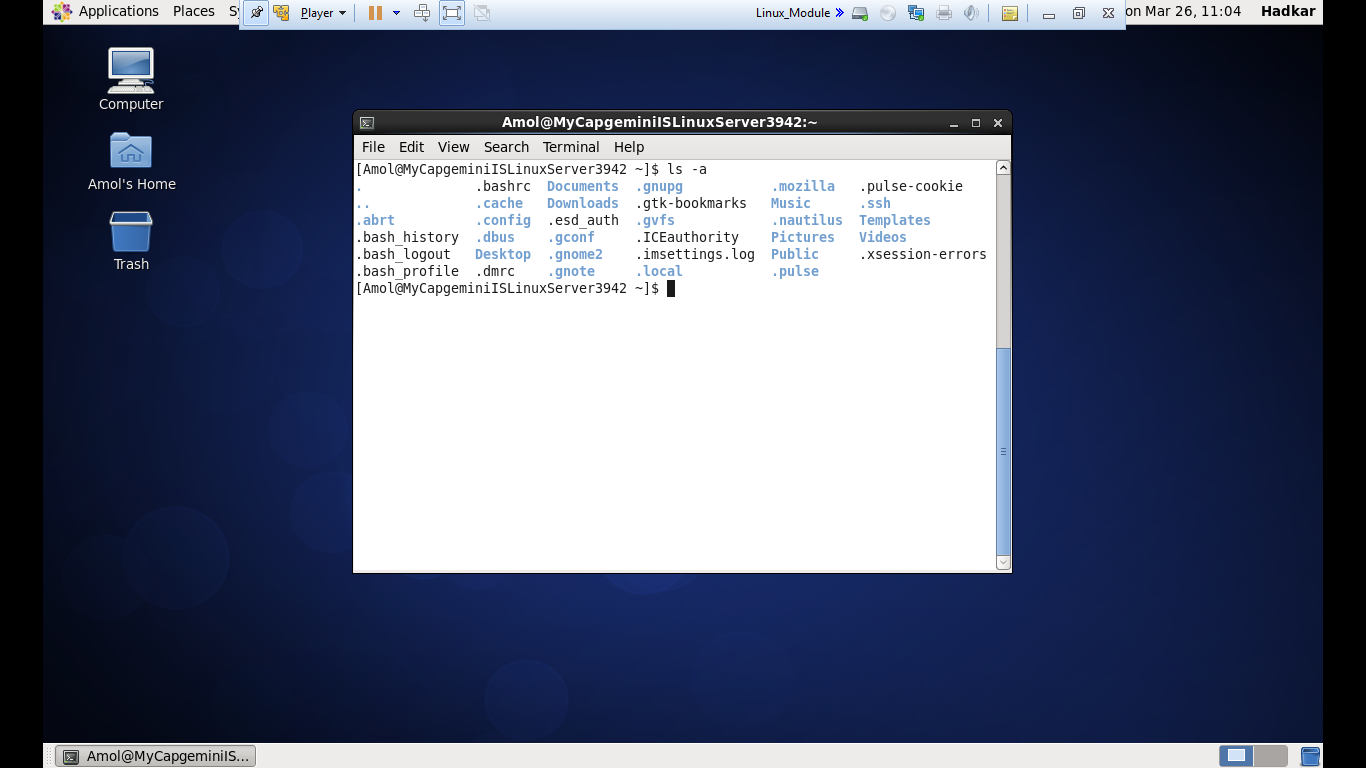 Applications Places Sy Player Linux_Module » on Mar 26, 11:04 Hadkar
Computer
Amol's Home
Trash
Amol@MyCapgeminiISLinuxServer3942:~
File Edit View Search Terminal Help
[Amol@MyCapgeminiISLinuxServer3942 ~]$ ls -a
. .bashrc Documents .gnupg .mozilla .pulse-cookie
.. .cache Downloads .gtk-bookmarks Music .ssh
.abrt .config .esd_auth .gvfs .nautilus Templates
.bash_history .dbus .gconf .ICEauthority Pictures Videos
.bash_logout Desktop .gnome2 .imsettings.log Public .xsession-errors
.bash_profile .dmrc .gnote .local .pulse
[Amol@MyCapgeminiISLinuxServer3942 ~]$
Amol@MyCapgeminiIS...